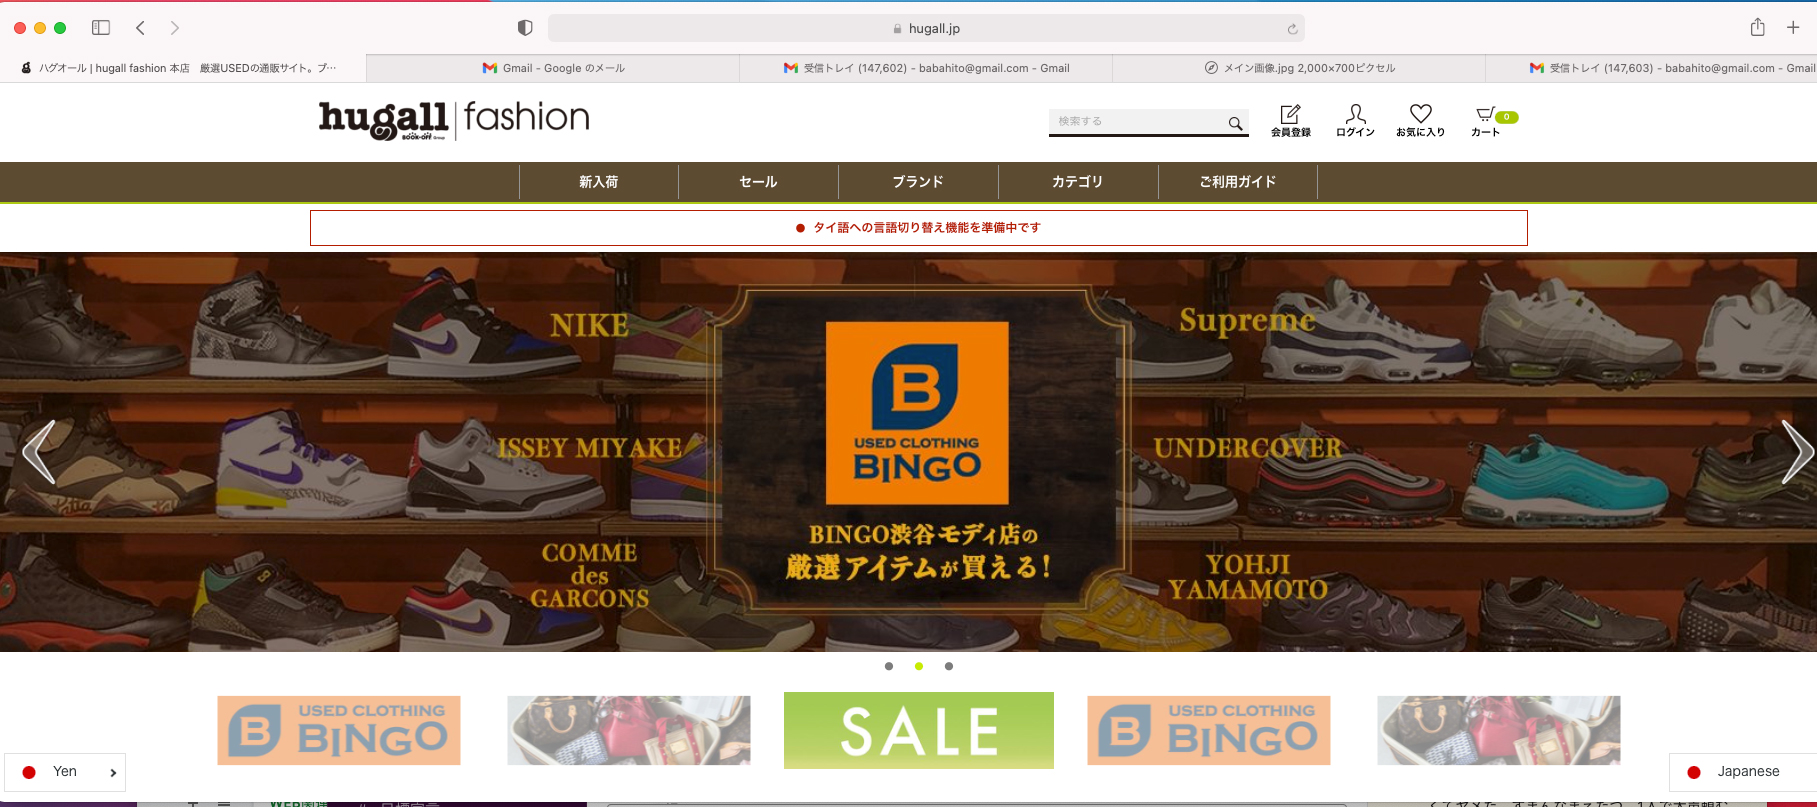 hugall.jp
ハグオール | hugall fashion 本店　厳選USEDの通販サイト。ブ…
Gmail - Google のメール
受信トレイ (147,602) - babahito@gmail.com - Gmail
メイン画像.jpg 2,000×700ピクセル
受信トレイ (147,603) - babahito@gmail.com - Gmail
hugall fashion
BOOK-OFF Group
検索する
会員登録
ログイン
お気に入り
カート
0
新入荷
セール
ブランド
カテゴリ
ご利用ガイド
● タイ語への言語切り替え機能を準備中です
NIKE
Supreme
B
USED CLOTHING
BINGO
ISSEY MIYAKE
UNDERCOVER
BINGO渋谷モディ店の
厳選アイテムが買える!
COMME
des
GARCONS
YOHJI
YAMAMOTO
B USED CLOTHING
BINGO
SALE
B USED CLOTHING
BINGO
Yen
Japanese